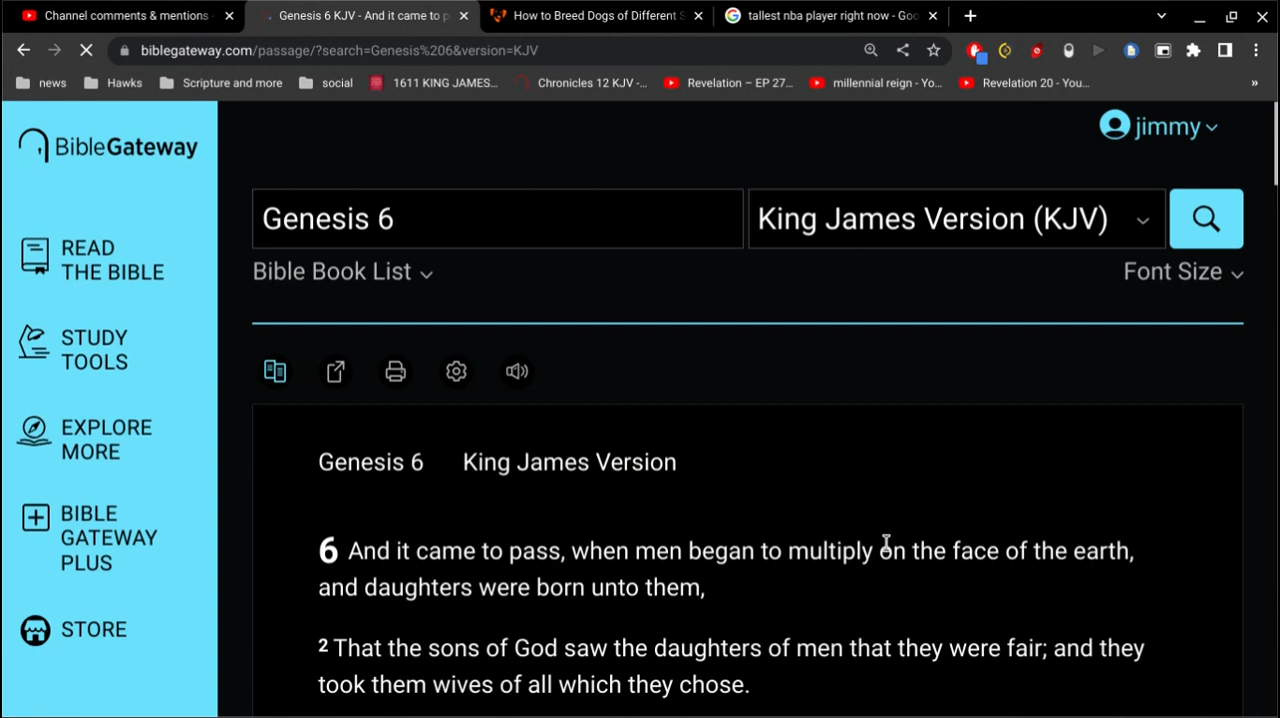 Channel comments & mentions -
Genesis 6 KJV - And it came to p
How to Breed Dogs of Different S
tallest nba player right now - Goo
biblegateway.com/passage/?search=Genesis%206&version=KJV
news
Hawks
Scripture and more
social
1611 KING JAMES...
Chronicles 12 KJV -...
Revelation – EP 27...
millennial reign - Yo...
Revelation 20 - You...
»
BibleGateway
jimmy
Genesis 6
King James Version (KJV)
Bible Book List
Font Size
READ
THE BIBLE
STUDY
TOOLS
EXPLORE
MORE
BIBLE
GATEWAY
PLUS
STORE
Genesis 6 King James Version
6 And it came to pass, when men began to multiply on the face of the earth,
and daughters were born unto them,
2 That the sons of God saw the daughters of men that they were fair; and they
took them wives of all which they chose.